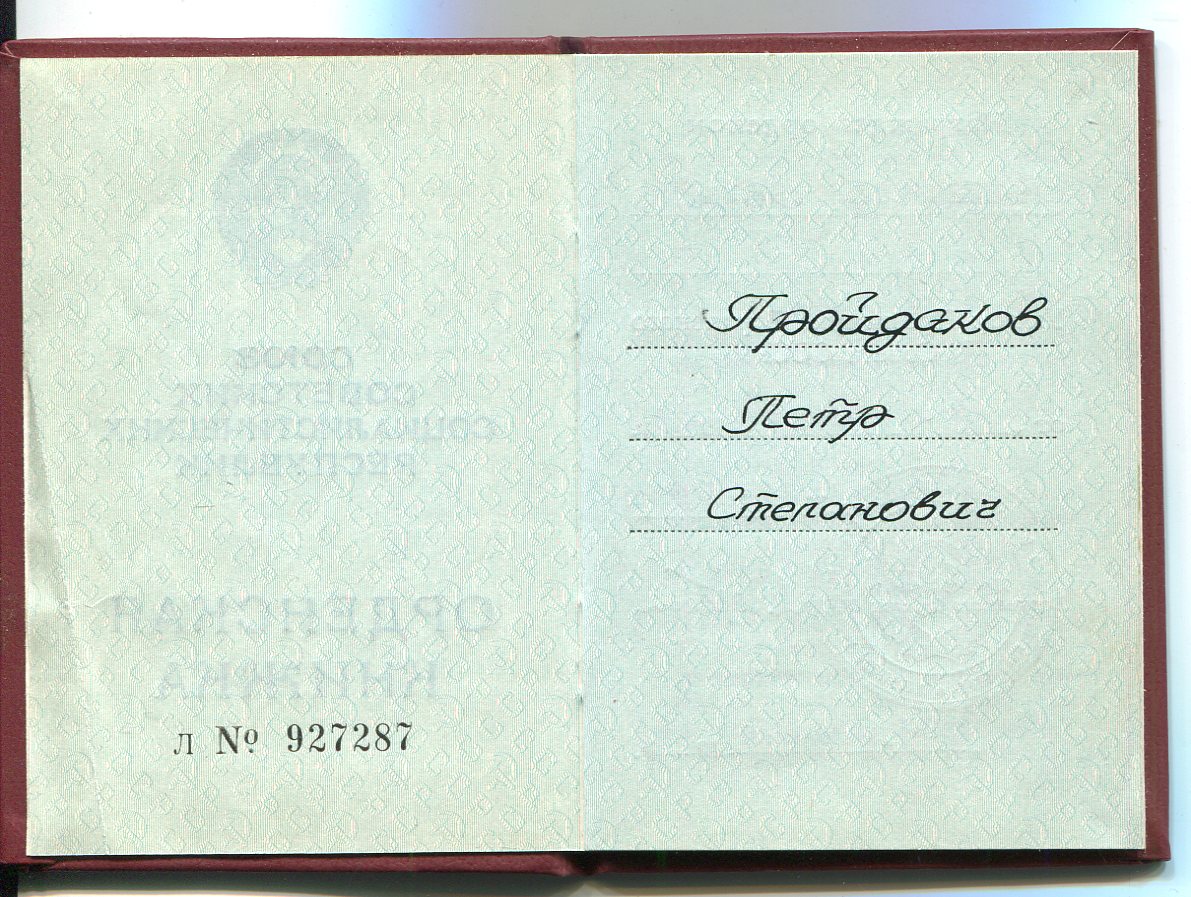 СОЮЗ
СОВЕТСКИХ
СОЦИАЛИСТИЧЕСКИХ
РЕСПУБЛИК
ОРДЕНСКАЯ
КНИЖКА
Л № 927287
Пройдаков
Петр
Степанович